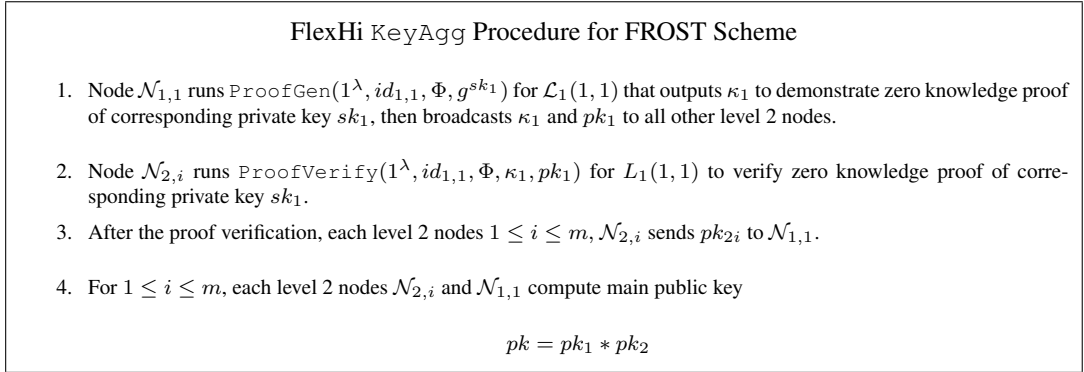 FlexHi KeyAgg Procedure for FROST Scheme
1. Node 𝒩₁,₁ runs ProofGen(1^λ, id₁,₁, Φ, g^{sk₁}) for ℒ₁(1, 1) that outputs κ₁ to demonstrate zero knowledge proof
of corresponding private key sk₁, then broadcasts κ₁ and pk₁ to all other level 2 nodes.
2. Node 𝒩₂,ᵢ runs ProofVerify(1^λ, id₁,₁, Φ, κ₁, pk₁) for L₁(1, 1) to verify zero knowledge proof of corre-
sponding private key sk₁.
3. After the proof verification, each level 2 nodes 1 ≤ i ≤ m, 𝒩₂,ᵢ sends pk₂ᵢ to 𝒩₁,₁.
4. For 1 ≤ i ≤ m, each level 2 nodes 𝒩₂,ᵢ and 𝒩₁,₁ compute main public key
pk = pk₁ ∗ pk₂